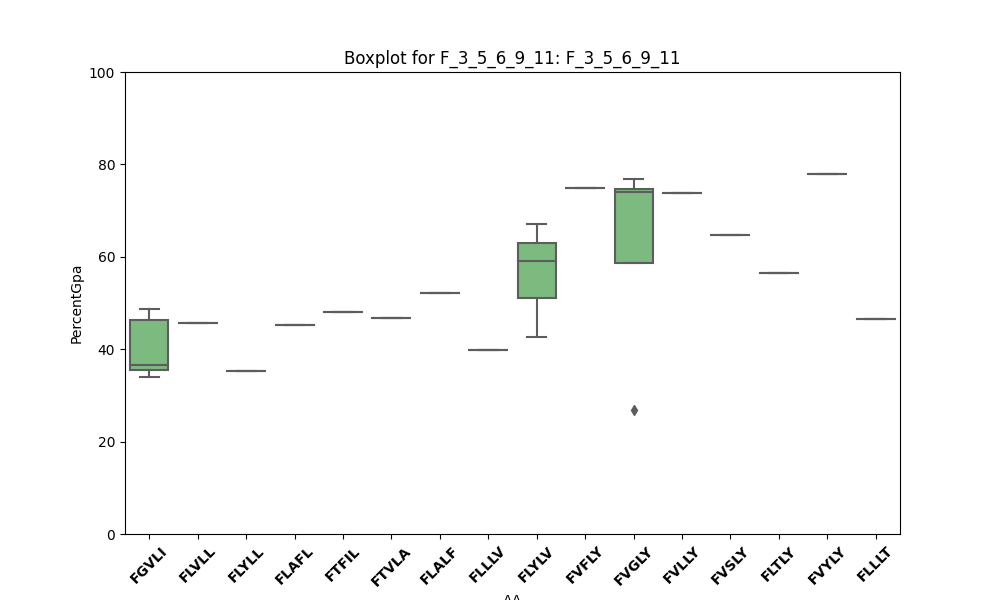 Boxplot for F_3_5_6_9_11: F_3_5_6_9_11
100
80
60
40
20
0
PercentGpa
FGVLI FLVLL FLYLL FLAFL FTFIL FTVLA FLALF FLLLV FLYLV FVFLY FVGLY FVLLY FVSLY FLTLY FVYLY FLLLT
AA